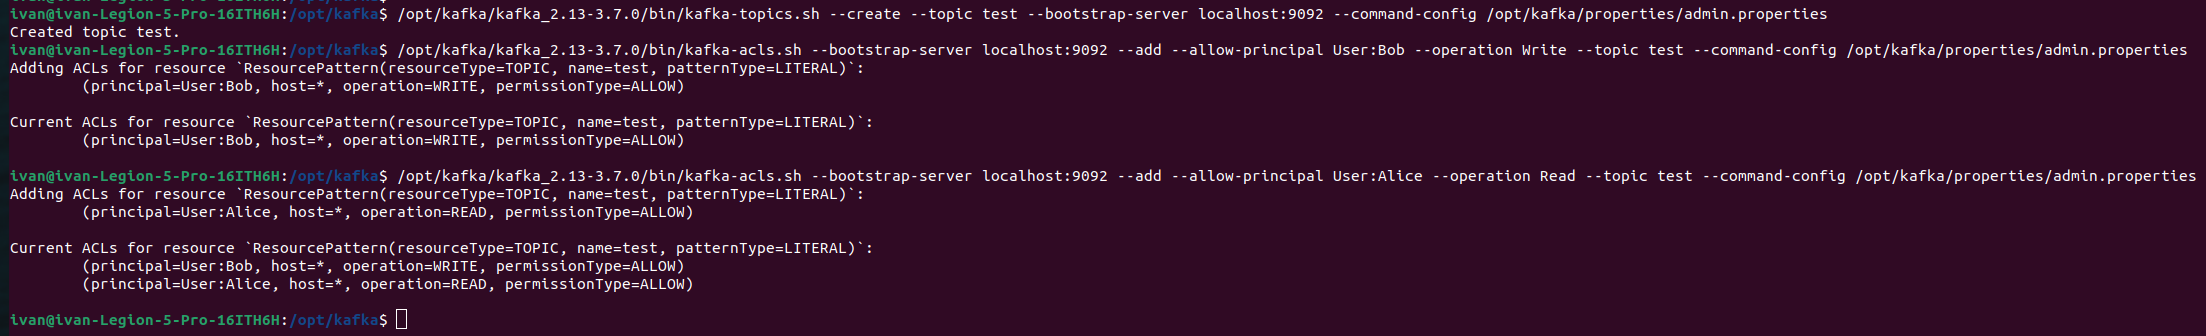 ivan@ivan-Legion-5-Pro-16ITH6H:/opt/kafka$ /opt/kafka/kafka_2.13-3.7.0/bin/kafka-topics.sh --create --topic test --bootstrap-server localhost:9092 --command-config /opt/kafka/properties/admin.properties
Created topic test.
ivan@ivan-Legion-5-Pro-16ITH6H:/opt/kafka$ /opt/kafka/kafka_2.13-3.7.0/bin/kafka-acls.sh --bootstrap-server localhost:9092 --add --allow-principal User:Bob --operation Write --topic test --command-config /opt/kafka/properties/admin.properties
Adding ACLs for resource `ResourcePattern(resourceType=TOPIC, name=test, patternType=LITERAL)`:
        (principal=User:Bob, host=*, operation=WRITE, permissionType=ALLOW)
Current ACLs for resource `ResourcePattern(resourceType=TOPIC, name=test, patternType=LITERAL)`:
        (principal=User:Bob, host=*, operation=WRITE, permissionType=ALLOW)
ivan@ivan-Legion-5-Pro-16ITH6H:/opt/kafka$ /opt/kafka/kafka_2.13-3.7.0/bin/kafka-acls.sh --bootstrap-server localhost:9092 --add --allow-principal User:Alice --operation Read --topic test --command-config /opt/kafka/properties/admin.properties
Adding ACLs for resource `ResourcePattern(resourceType=TOPIC, name=test, patternType=LITERAL)`:
        (principal=User:Alice, host=*, operation=READ, permissionType=ALLOW)
Current ACLs for resource `ResourcePattern(resourceType=TOPIC, name=test, patternType=LITERAL)`:
        (principal=User:Bob, host=*, operation=WRITE, permissionType=ALLOW)
        (principal=User:Alice, host=*, operation=READ, permissionType=ALLOW)
ivan@ivan-Legion-5-Pro-16ITH6H:/opt/kafka$